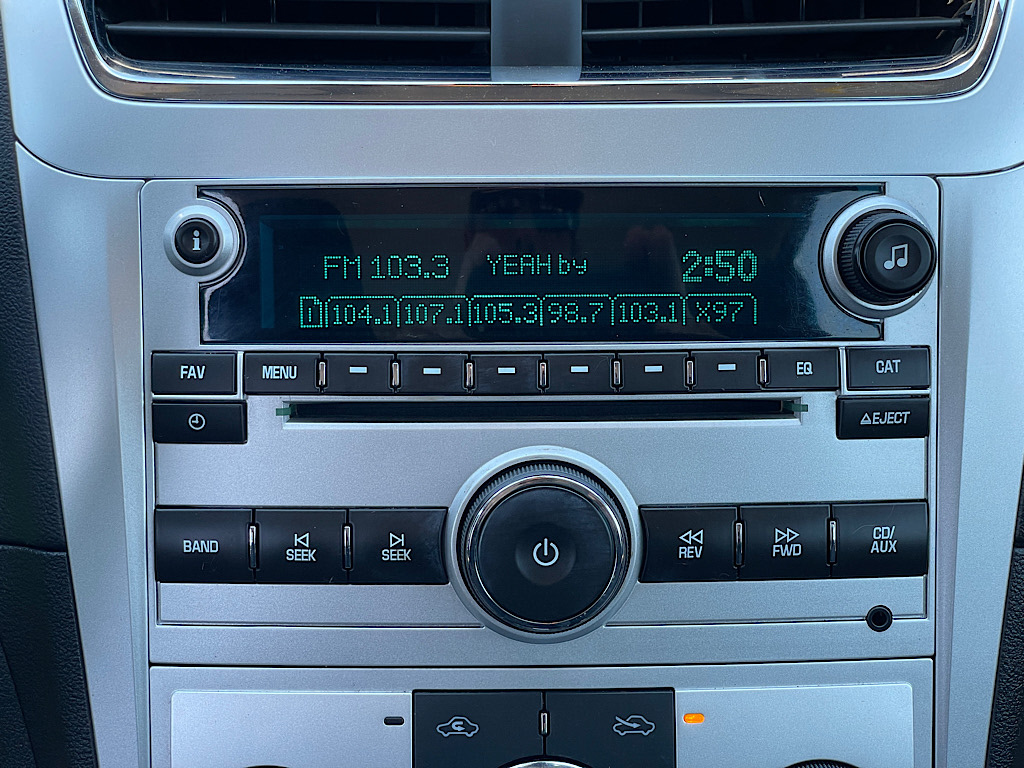 i
FM 103.3 YEAH by 2:50
104.1 107.1 105.3 98.7 103.1 X97
FAV MENU EQ CAT
EJECT
BAND SEEK SEEK REV FWD CD/
AUX